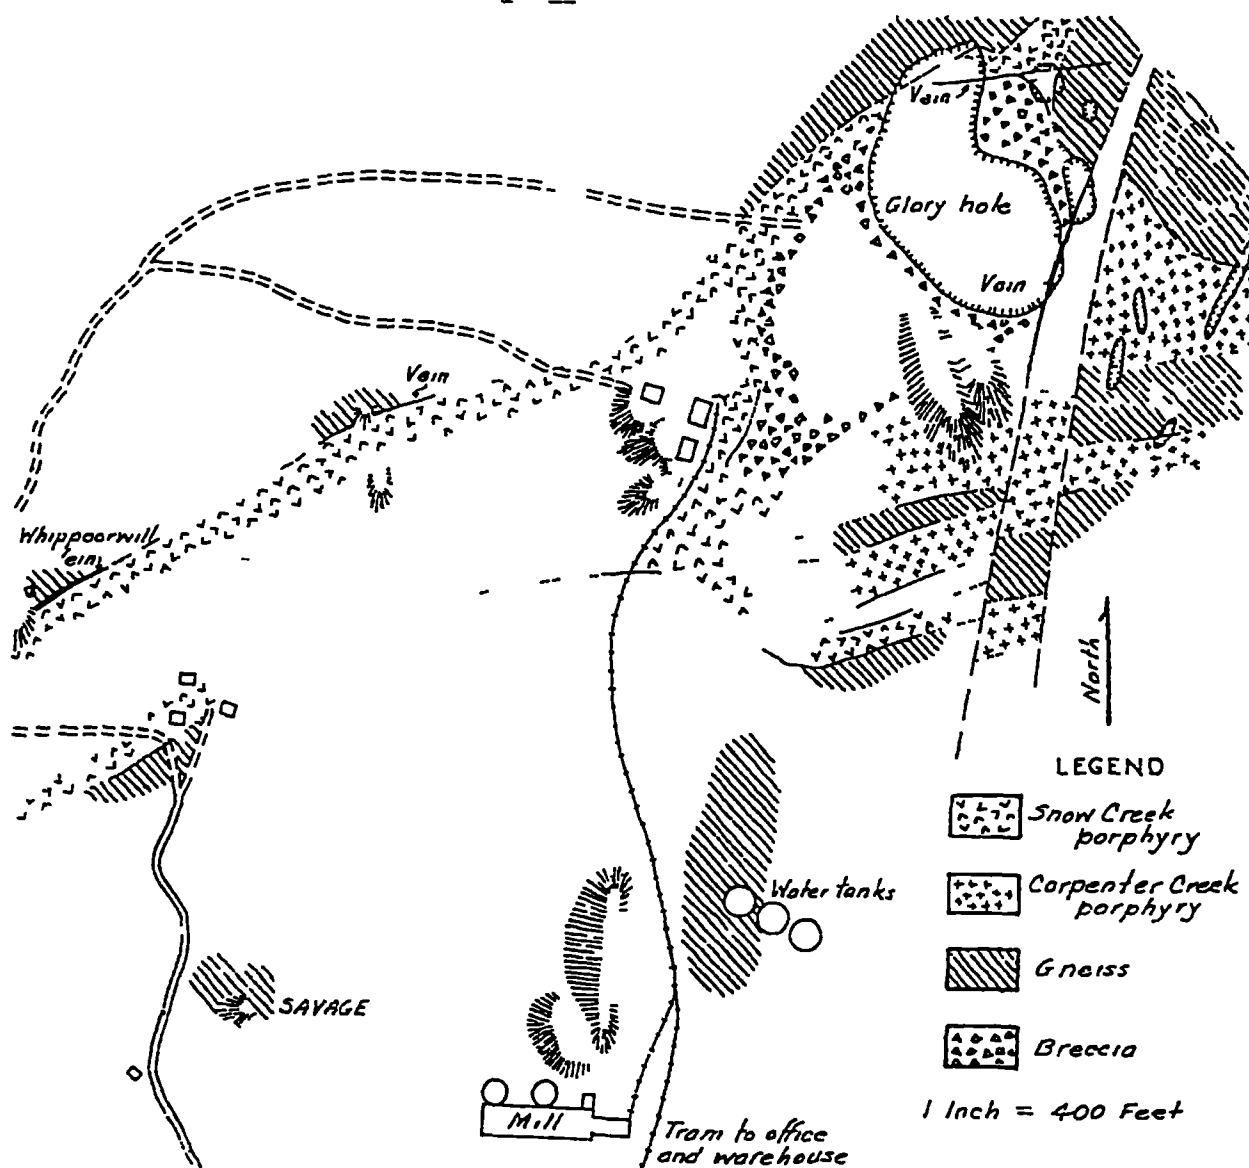 Vein
Glory hole
Vein
Vein
Whippoorwill
ein
North
LEGEND
Snow Creek
porphyry
Carpenter Creek
porphyry
Water tanks
Gneiss
SAVAGE
Breccia
1 Inch = 400 Feet
Mill
Tram to office
and warehouse